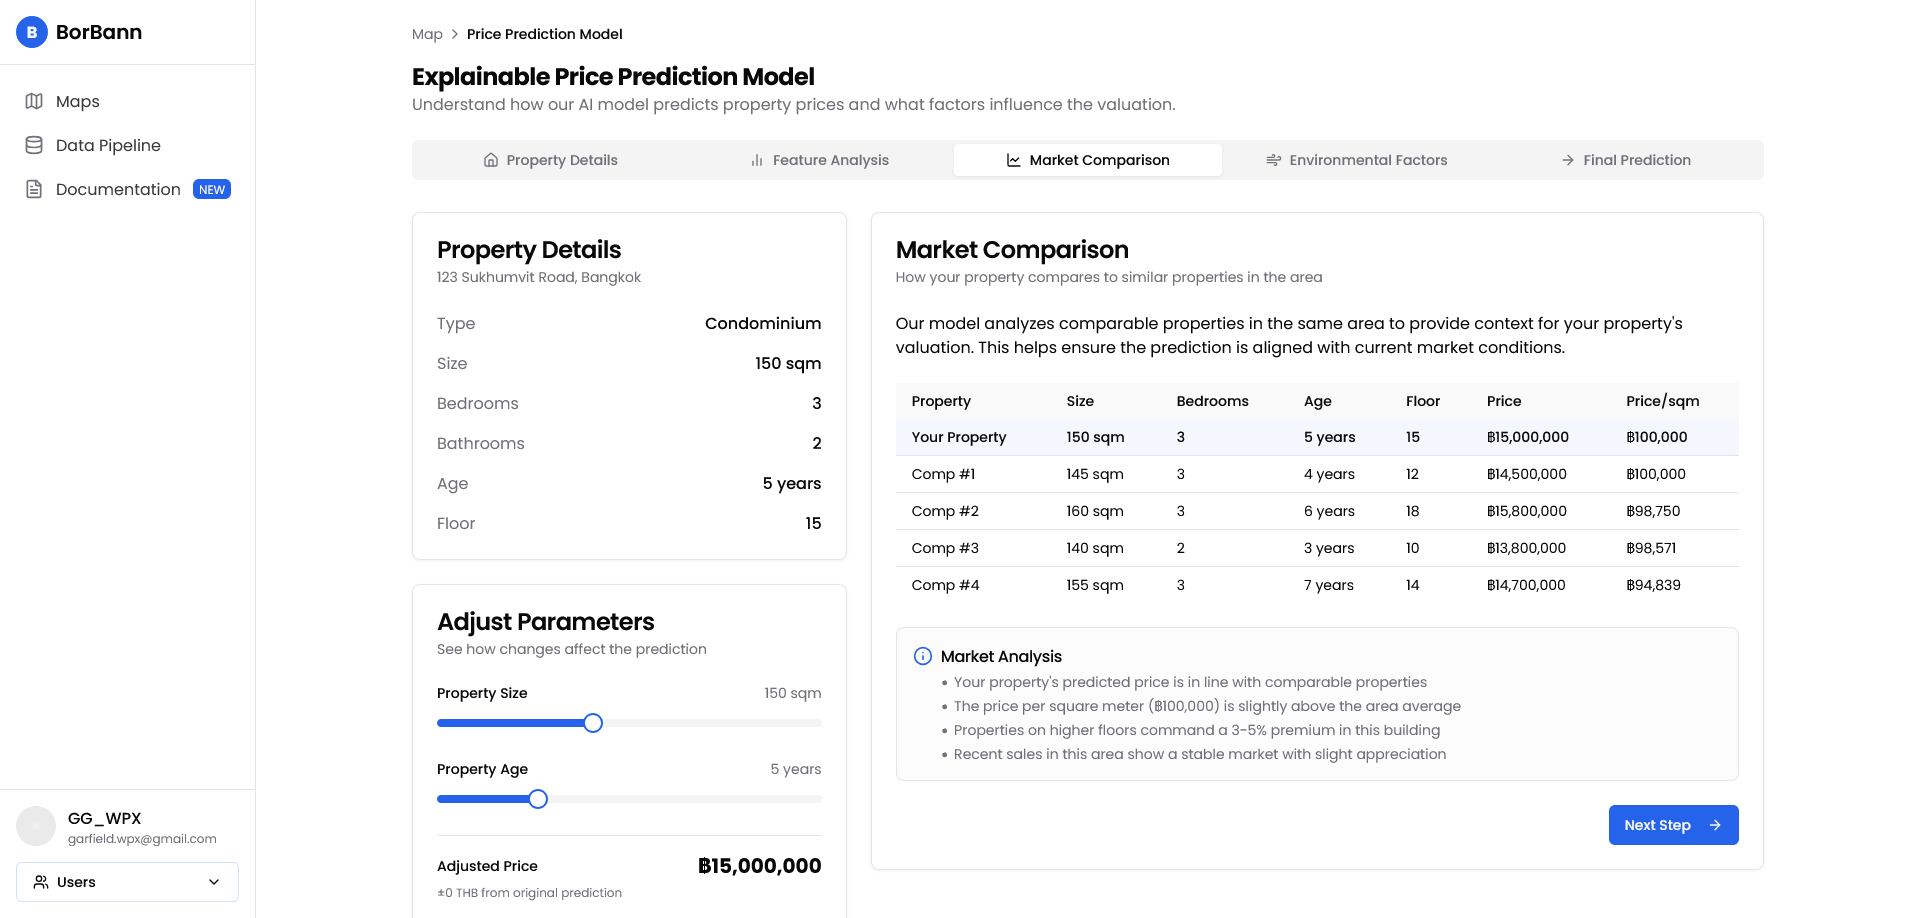 B BorBann
Maps
Data Pipeline
Documentation NEW
GG_WPX
garfield.wpx@gmail.com
Users
Map > Price Prediction Model
Explainable Price Prediction Model
Understand how our AI model predicts property prices and what factors influence the valuation.
Property Details Feature Analysis Market Comparison Environmental Factors Final Prediction
Property Details
123 Sukhumvit Road, Bangkok
Type Condominium
Size 150 sqm
Bedrooms 3
Bathrooms 2
Age 5 years
Floor 15
Adjust Parameters
See how changes affect the prediction
Property Size 150 sqm
Property Age 5 years
Adjusted Price ฿15,000,000
±0 THB from original prediction
Market Comparison
How your property compares to similar properties in the area
Our model analyzes comparable properties in the same area to provide context for your property's
valuation. This helps ensure the prediction is aligned with current market conditions.
Property Size Bedrooms Age Floor Price Price/sqm
Your Property 150 sqm 3 5 years 15 ฿15,000,000 ฿100,000
Comp #1 145 sqm 3 4 years 12 ฿14,500,000 ฿100,000
Comp #2 160 sqm 3 6 years 18 ฿15,800,000 ฿98,750
Comp #3 140 sqm 2 3 years 10 ฿13,800,000 ฿98,571
Comp #4 155 sqm 3 7 years 14 ฿14,700,000 ฿94,839
Market Analysis
• Your property's predicted price is in line with comparable properties
• The price per square meter (฿100,000) is slightly above the area average
• Properties on higher floors command a 3-5% premium in this building
• Recent sales in this area show a stable market with slight appreciation
Next Step →